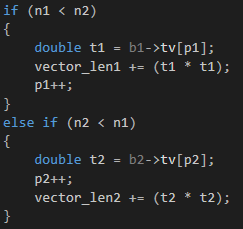 if (n1 < n2)
{
    double t1 = b1->tv[p1];
    vector_len1 += (t1 * t1);
    p1++;
}
else if (n2 < n1)
{
    double t2 = b2->tv[p2];
    p2++;
    vector_len2 += (t2 * t2);
}